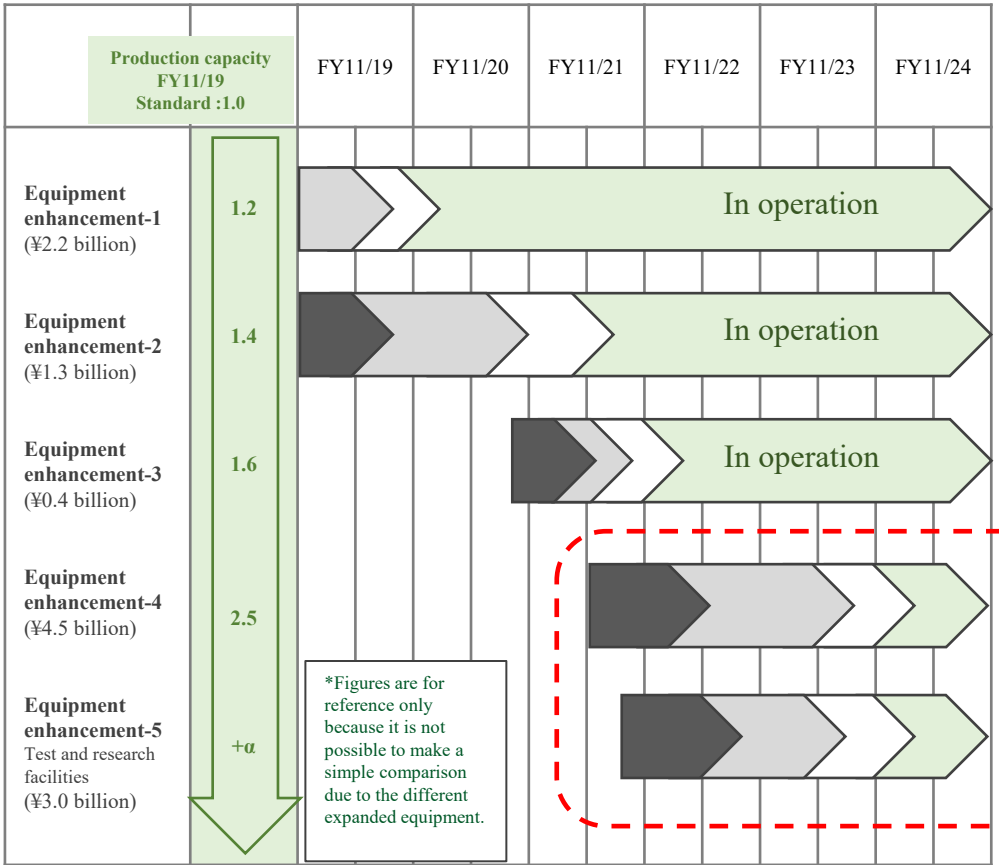 Production capacity
FY11/19
Standard :1.0
FY11/19
FY11/20
FY11/21
FY11/22
FY11/23
FY11/24
Equipment
enhancement-1
(¥2.2 billion)
1.2
In operation
Equipment
enhancement-2
(¥1.3 billion)
1.4
In operation
Equipment
enhancement-3
(¥0.4 billion)
1.6
In operation
Equipment
enhancement-4
(¥4.5 billion)
2.5
Equipment
enhancement-5
Test and research
facilities
(¥3.0 billion)
+α
*Figures are for
reference only
because it is not
possible to make a
simple comparison
due to the different
expanded equipment.